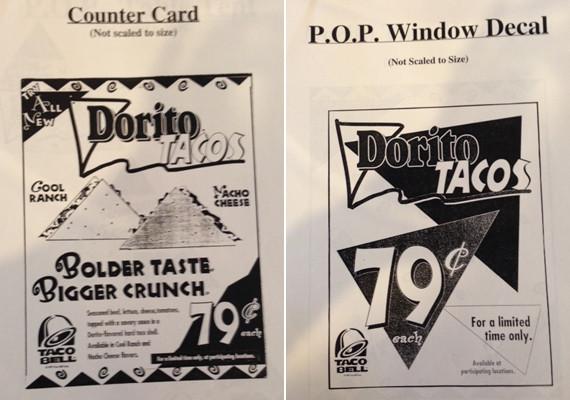 Counter Card
(Not scaled to size)
TRY
ALL
NEW
Dorito
TACOS
COOL
RANCH
NACHO
CHEESE
BOLDER TASTE.
BIGGER CRUNCH.
Seasoned beef, lettuce, cheese, tomatoes,
topped with a savory sauce in a
Dorito-flavored hard taco shell.
Available in Cool Ranch and
Nacho Cheese flavors.
79¢
each
For a limited time only, at participating locations.
TACO
BELL
P.O.P. Window Decal
(Not Scaled to Size)
Dorito
TACOS
79¢
each
For a limited
time only.
Available at
participating locations.
TACO
BELL